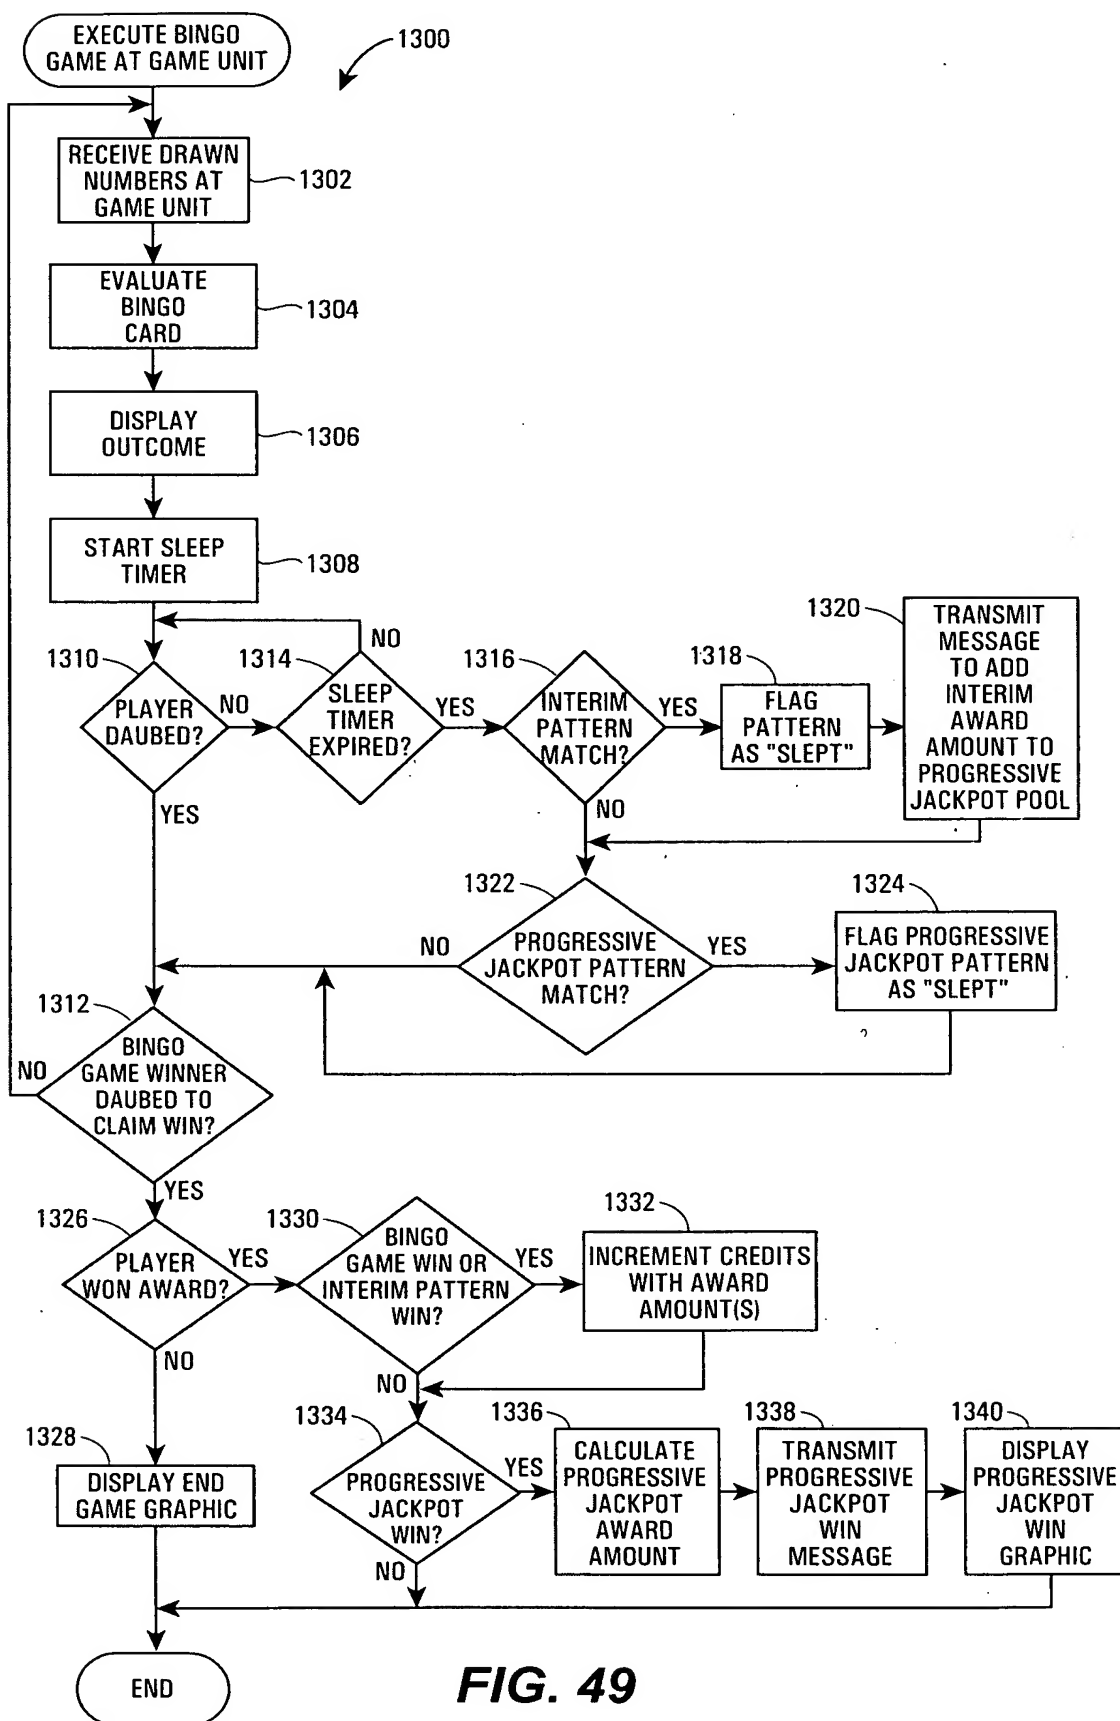 EXECUTE BINGO
GAME AT GAME UNIT
1300
RECEIVE DRAWN
NUMBERS AT
GAME UNIT
1302
EVALUATE
BINGO
CARD
1304
DISPLAY
OUTCOME
1306
START SLEEP
TIMER
1308
1310
PLAYER
DAUBED?
NO
YES
1314
SLEEP
TIMER
EXPIRED?
NO
YES
1316
INTERIM
PATTERN
MATCH?
YES
NO
1318
FLAG
PATTERN
AS "SLEPT"
1320
TRANSMIT
MESSAGE
TO ADD
INTERIM
AWARD
AMOUNT TO
PROGRESSIVE
JACKPOT POOL
1322
PROGRESSIVE
JACKPOT PATTERN
MATCH?
NO
YES
1324
FLAG PROGRESSIVE
JACKPOT PATTERN
AS "SLEPT"
1312
BINGO
GAME WINNER
DAUBED TO
CLAIM WIN?
NO
YES
1326
PLAYER
WON AWARD?
YES
NO
1328
DISPLAY END
GAME GRAPHIC
1330
BINGO
GAME WIN OR
INTERIM PATTERN
WIN?
YES
NO
1332
INCREMENT CREDITS
WITH AWARD
AMOUNT(S)
1334
PROGRESSIVE
JACKPOT
WIN?
YES
NO
1336
CALCULATE
PROGRESSIVE
JACKPOT
AWARD
AMOUNT
1338
TRANSMIT
PROGRESSIVE
JACKPOT
WIN
MESSAGE
1340
DISPLAY
PROGRESSIVE
JACKPOT
WIN
GRAPHIC
END
FIG. 49